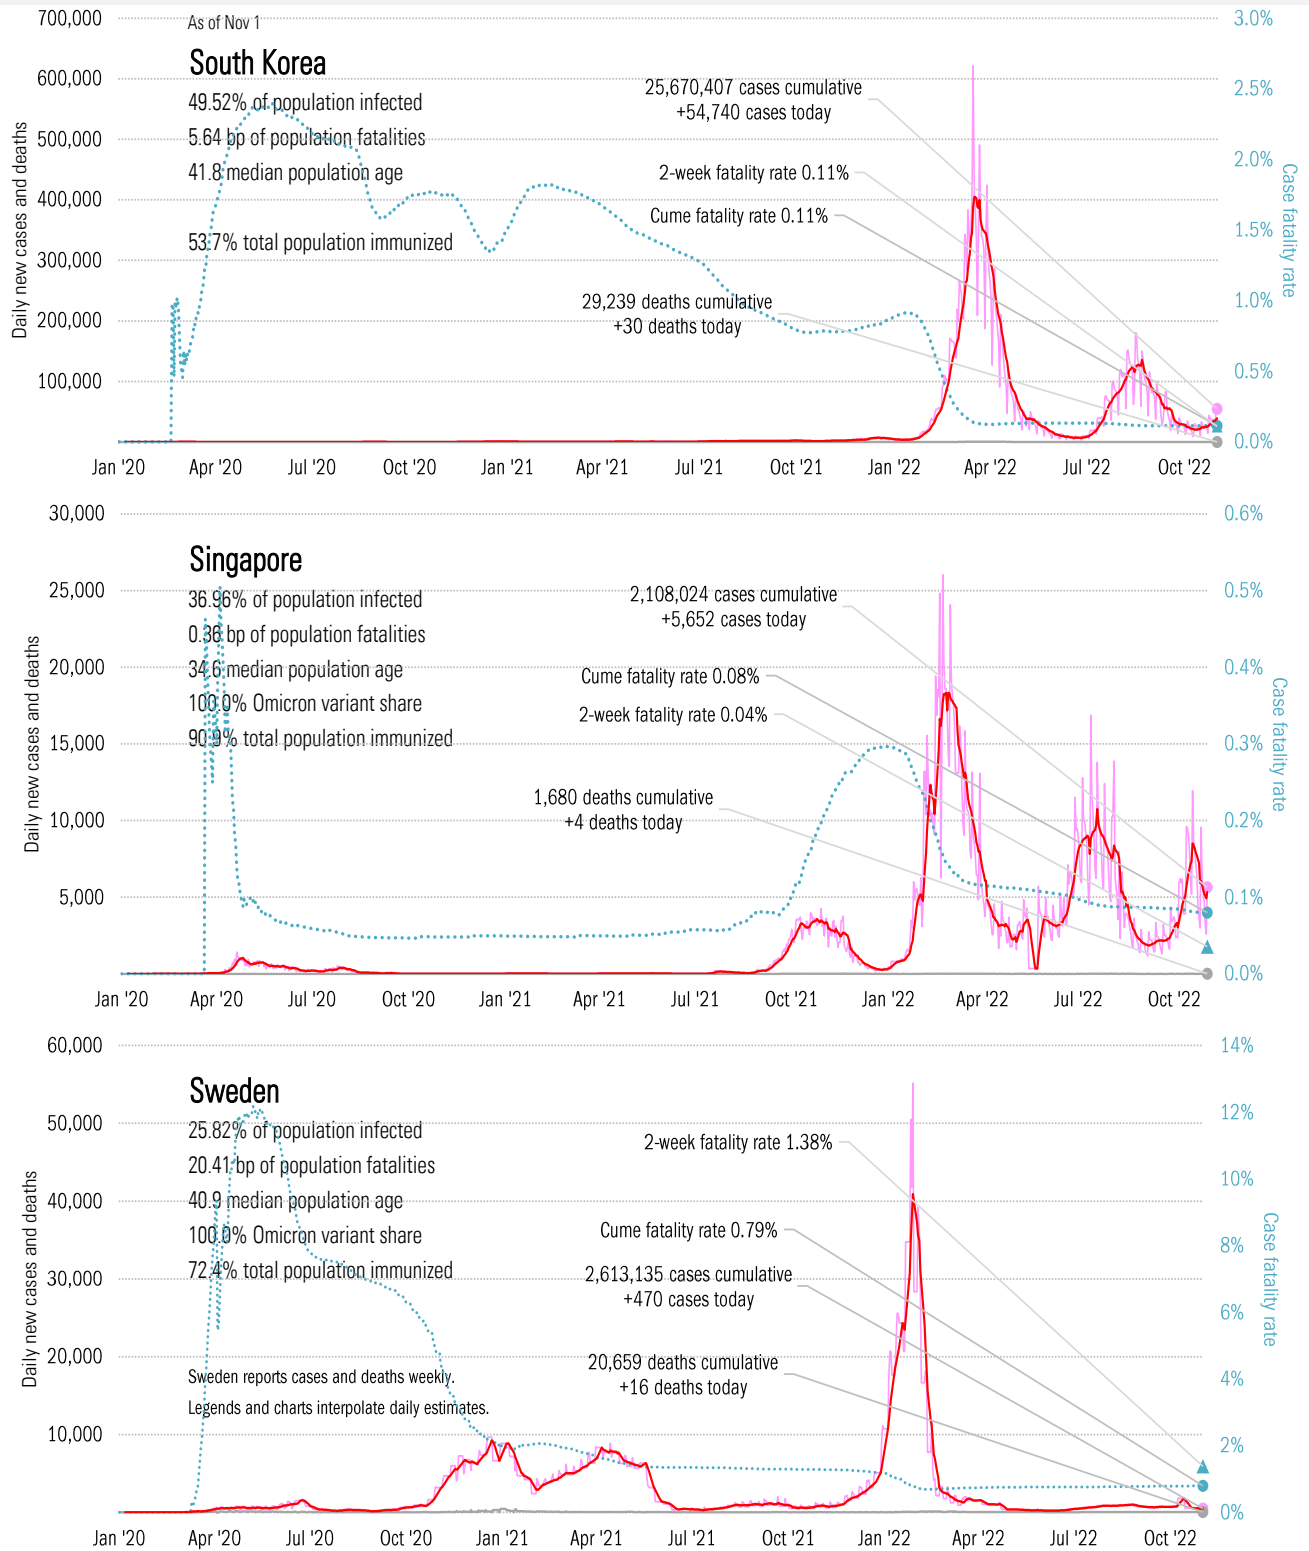 700,000
As of Nov 1
3.0%
South Korea
600,000
49.52% of population infected
25,670,407 cases cumulative
+54,740 cases today
2.5%
500,000
5.64 bp of population fatalities
41.8 median population age
2-week fatality rate 0.11%
2.0%
400,000
Cume fatality rate 0.11%
53.7% total population immunized
1.5%
300,000
29,239 deaths cumulative
+30 deaths today
1.0%
200,000
0.5%
100,000
0.0%
Daily new cases and deaths
Case fatality rate
Jan '20 Apr '20 Jul '20 Oct '20 Jan '21 Apr '21 Jul '21 Oct '21 Jan '22 Apr '22 Jul '22 Oct '22
30,000
0.6%
Singapore
25,000
36.96% of population infected
2,108,024 cases cumulative
+5,652 cases today
0.5%
0.36 bp of population fatalities
20,000
34.6 median population age
Cume fatality rate 0.08%
0.4%
100.0% Omicron variant share
2-week fatality rate 0.04%
15,000
90.9% total population immunized
0.3%
1,680 deaths cumulative
+4 deaths today
10,000
0.2%
5,000
0.1%
0.0%
Daily new cases and deaths
Case fatality rate
Jan '20 Apr '20 Jul '20 Oct '20 Jan '21 Apr '21 Jul '21 Oct '21 Jan '22 Apr '22 Jul '22 Oct '22
60,000
14%
Sweden
50,000
25.82% of population infected
2-week fatality rate 1.38%
12%
20.41 bp of population fatalities
40,000
40.9 median population age
10%
100.0% Omicron variant share
Cume fatality rate 0.79%
8%
30,000
72.4% total population immunized
2,613,135 cases cumulative
+470 cases today
6%
20,000
20,659 deaths cumulative
+16 deaths today
4%
Sweden reports cases and deaths weekly.
Legends and charts interpolate daily estimates.
10,000
2%
0%
Daily new cases and deaths
Case fatality rate
Jan '20 Apr '20 Jul '20 Oct '20 Jan '21 Apr '21 Jul '21 Oct '21 Jan '22 Apr '22 Jul '22 Oct '22